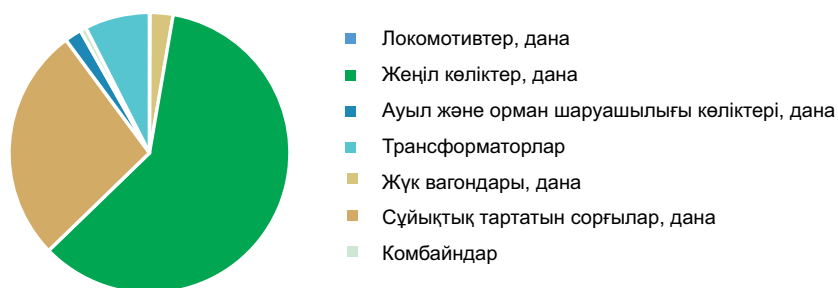 Локомотивтер, дана
Жеңіл көліктер, дана
Ауыл және орман шаруашылығы көліктері, дана
Трансформаторлар
Жүк вагондары, дана
Сұйықтық тартатын сорғылар, дана
Комбайндар